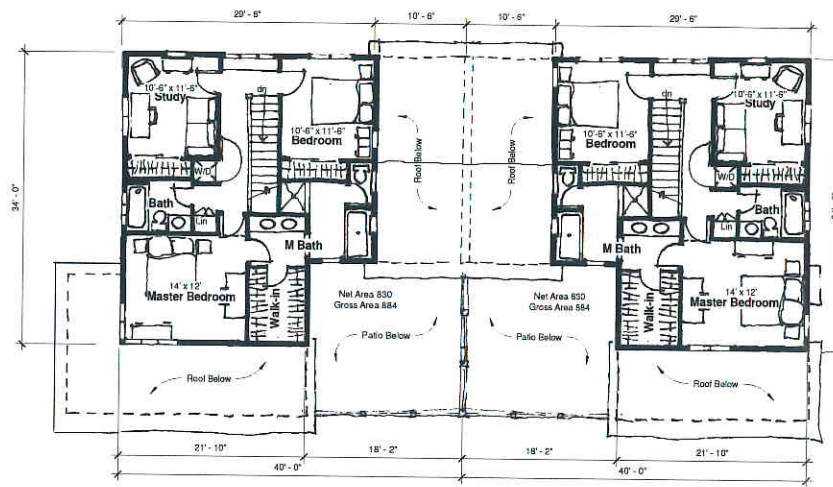 29' - 6"
10' - 6"
10' - 6"
29' - 6"
34' - 0"
10'-6" x 11'-6"
Study
dn
10'-6" x 11'-6"
Bedroom
W/D
Bath
Lin
M Bath
14' x 12'
Master Bedroom
Walk-in
Roof Below
Roof Below
Net Area 830
Gross Area 884
Patio Below
Roof Below
dn
10'-6" x 11'-6"
Bedroom
10'-6" x 11'-6"
Study
W/D
Bath
Lin
M Bath
14' x 12'
Master Bedroom
Walk-in
Net Area 830
Gross Area 884
Patio Below
Roof Below
21' - 10"
18' - 2"
18' - 2"
21' - 10"
40' - 0"
40' - 0"